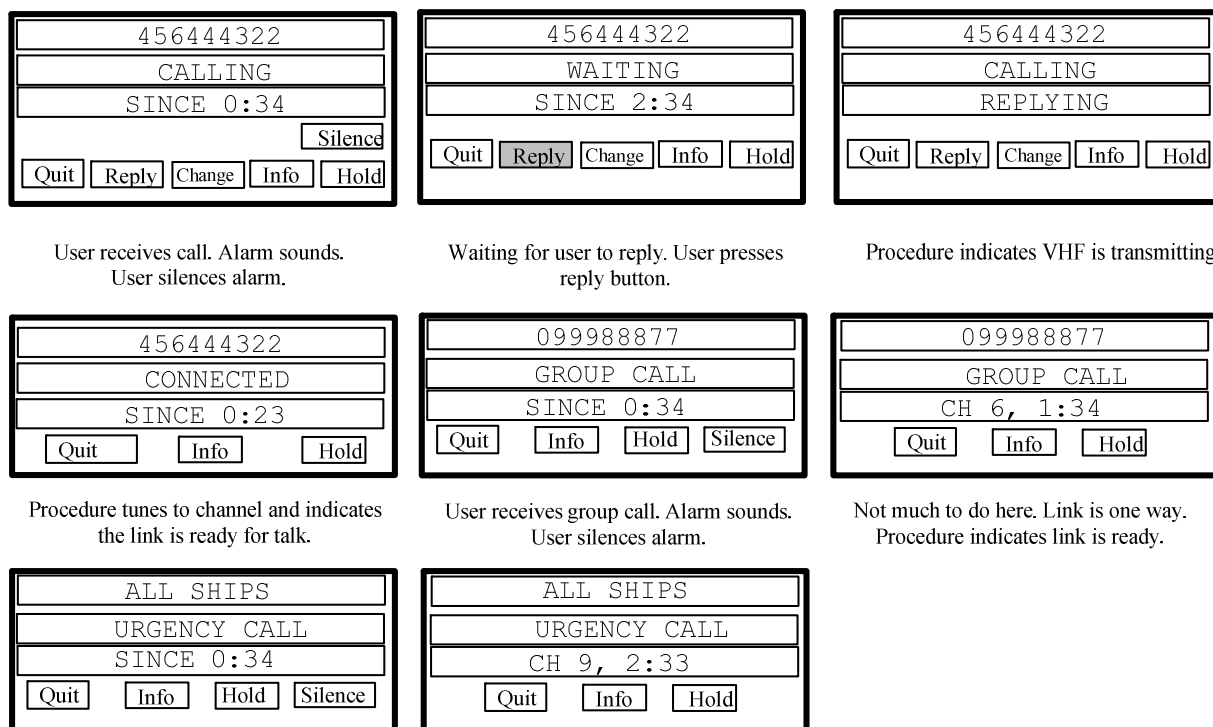 456444322
CALLING
SINCE 0:34
Silence
Quit Reply Change Info Hold
User receives call. Alarm sounds.
User silences alarm.
456444322
WAITING
SINCE 2:34
Quit Reply Change Info Hold
Waiting for user to reply. User presses
reply button.
456444322
CALLING
REPLYING
Quit Reply Change Info Hold
Procedure indicates VHF is transmitting
456444322
CONNECTED
SINCE 0:23
Quit Info Hold
Procedure tunes to channel and indicates
the link is ready for talk.
099988877
GROUP CALL
SINCE 0:34
Quit Info Hold Silence
User receives group call. Alarm sounds.
User silences alarm.
099988877
GROUP CALL
CH 6, 1:34
Quit Info Hold
Not much to do here. Link is one way.
Procedure indicates link is ready.
ALL SHIPS
URGENCY CALL
SINCE 0:34
Quit Info Hold Silence
ALL SHIPS
URGENCY CALL
CH 9, 2:33
Quit Info Hold